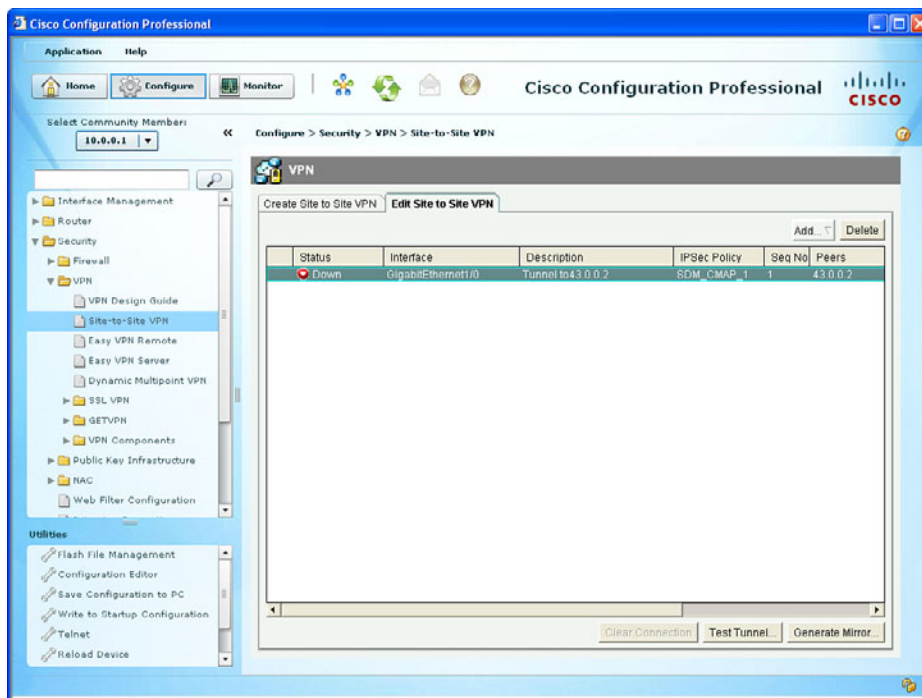 Cisco Configuration Professional
Application Help
Home Configure Monitor Cisco Configuration Professional CISCO
Select Community Member:
10.0.0.1
«
Configure > Security > VPN > Site-to-Site VPN
VPN
Create Site to Site VPN Edit Site to Site VPN
Add... Delete
Status Interface Description IPSec Policy Seq No Peers
Down GigabitEthernet1/0 Tunnel to43.0.0.2 SDM_CMAP_1 1 43.0.0.2
Interface Management
Router
Security
Firewall
VPN
VPN Design Guide
Site-to-Site VPN
Easy VPN Remote
Easy VPN Server
Dynamic Multipoint VPN
SSL VPN
GETVPN
VPN Components
Public Key Infrastructure
NAC
Web Filter Configuration
Utilities
Flash File Management
Configuration Editor
Save Configuration to PC
Write to Startup Configuration
Telnet
Reload Device
Clear Connection Test Tunnel... Generate Mirror...